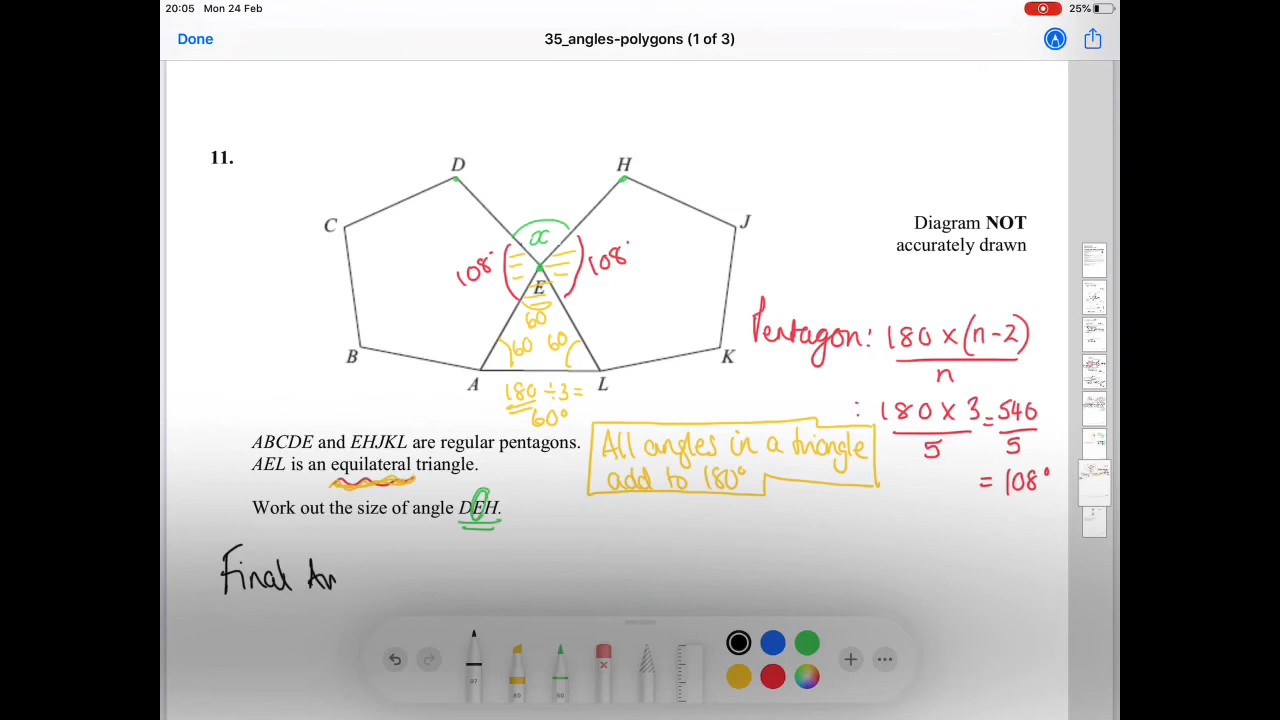 20:05 Mon 24 Feb
25%
Done
35_angles-polygons (1 of 3)
11.
D
H
C
J
x
108°
108°
E
60
60 60
B
K
A
L
Diagram NOT
accurately drawn
Pentagon: 180 × (n-2)
n
: 180 × 3 = 540
5 5
= 108°
180 ÷ 3 =
60°
ABCDE and EHJKL are regular pentagons.
AEL is an equilateral triangle.
All angles in a triangle
add to 180°
Work out the size of angle DEH.
Final An
97
80
50